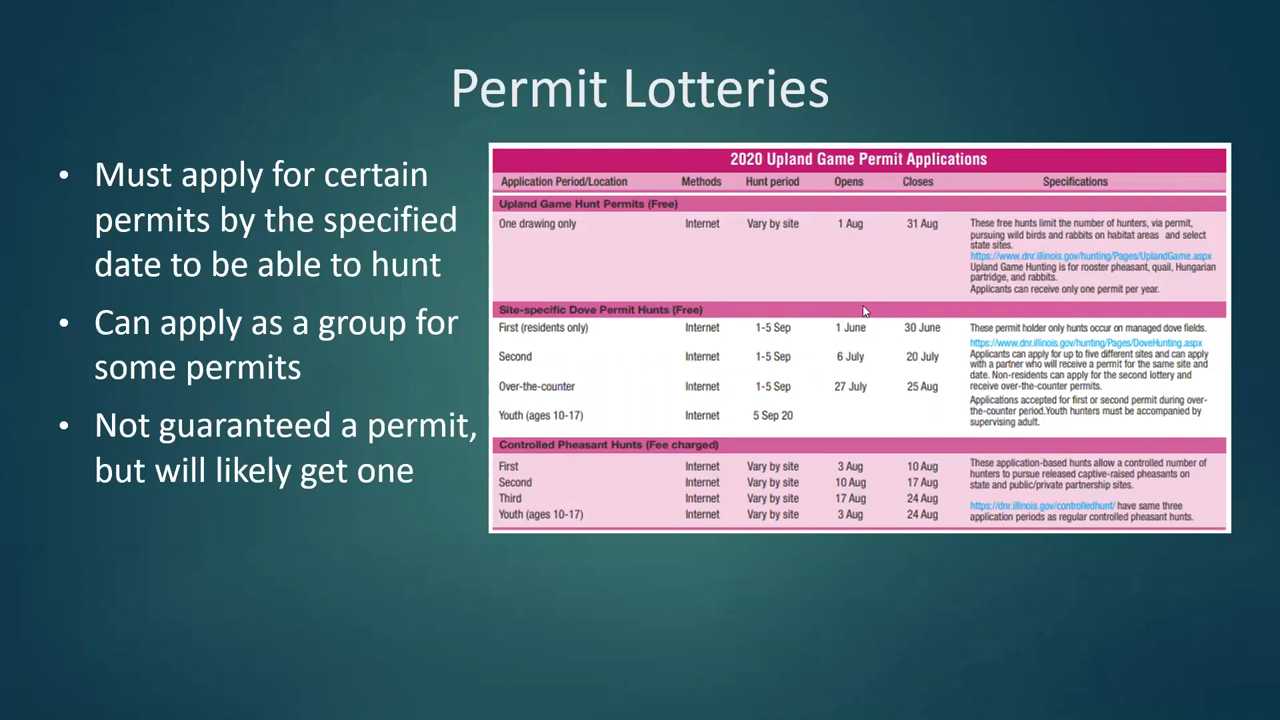 Permit Lotteries
• Must apply for certain
permits by the specified
date to be able to hunt
• Can apply as a group for
some permits
• Not guaranteed a permit,
but will likely get one
2020 Upland Game Permit Applications
Application Period/Location Methods Hunt period Opens Closes Specifications
Upland Game Hunt Permits (Free)
One drawing only Internet Vary by site 1 Aug 31 Aug These free hunts limit the number of hunters, via permit,
pursuing wild birds and rabbits on habitat areas and select
state sites.
https://www.dnr.illinois.gov/hunting/Pages/UplandGame.aspx
Upland Game Hunting is for rooster pheasant, quail, Hungarian
partridge, and rabbits.
Applicants can receive only one permit per year.
Site-specific Dove Permit Hunts (Free)
First (residents only) Internet 1-5 Sep 1 June 30 June These permit holder only hunts occur on managed dove fields.
https://www.dnr.illinois.gov/hunting/Pages/DoveHunting.aspx
Second Internet 1-5 Sep 6 July 20 July Applicants can apply for up to five different sites and can apply
with a partner who will receive a permit for the same site and
date. Non-residents can apply for the second lottery and
Over-the-counter Internet 1-5 Sep 27 July 25 Aug receive over-the-counter permits.
Applications accepted for first or second permit during over-
Youth (ages 10-17) Internet 5 Sep 20 the-counter period.Youth hunters must be accompanied by
supervising adult.
Controlled Pheasant Hunts (Fee charged)
First Internet Vary by site 3 Aug 10 Aug These application-based hunts allow a controlled number of
hunters to pursue released captive-raised pheasants on
Second Internet Vary by site 10 Aug 17 Aug state and public/private partnership sites.
Third Internet Vary by site 17 Aug 24 Aug https://dnr.illinois.gov/controlledhunt/ have same three
Youth (ages 10-17) Internet Vary by site 3 Aug 24 Aug application periods as regular controlled pheasant hunts.